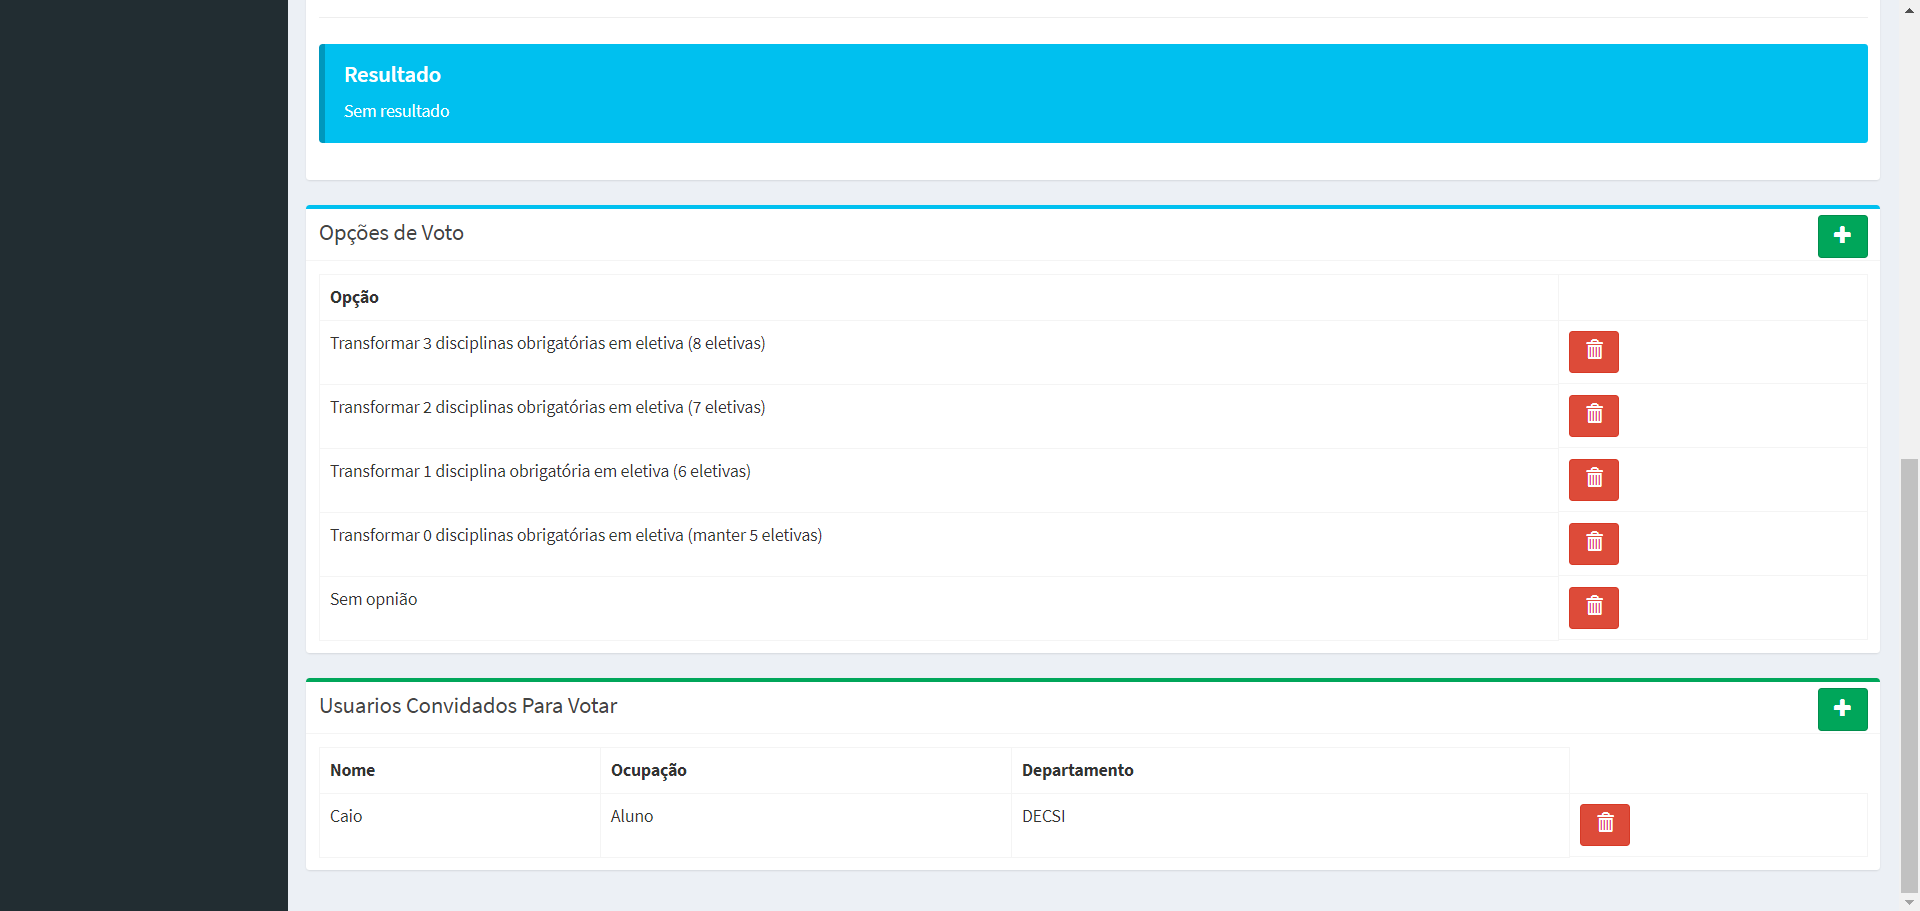 Resultado
Sem resultado
Opções de Voto
Opção
Transformar 3 disciplinas obrigatórias em eletiva (8 eletivas)
Transformar 2 disciplinas obrigatórias em eletiva (7 eletivas)
Transformar 1 disciplina obrigatória em eletiva (6 eletivas)
Transformar 0 disciplinas obrigatórias em eletiva (manter 5 eletivas)
Sem opnião
Usuarios Convidados Para Votar
Nome Ocupação Departamento
Caio Aluno DECSI